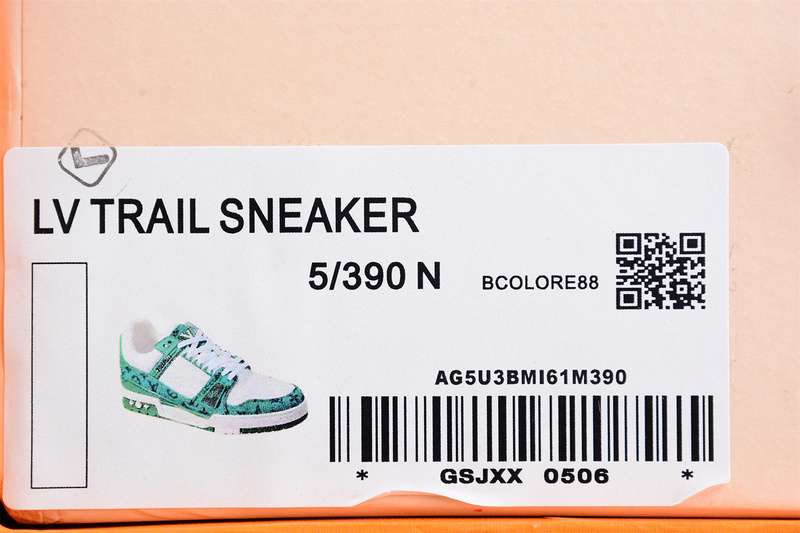 LV TRAIL SNEAKER
5/390 N
BCOLORE88
AG5U3BMI61M390
* GSJXX 0506 *